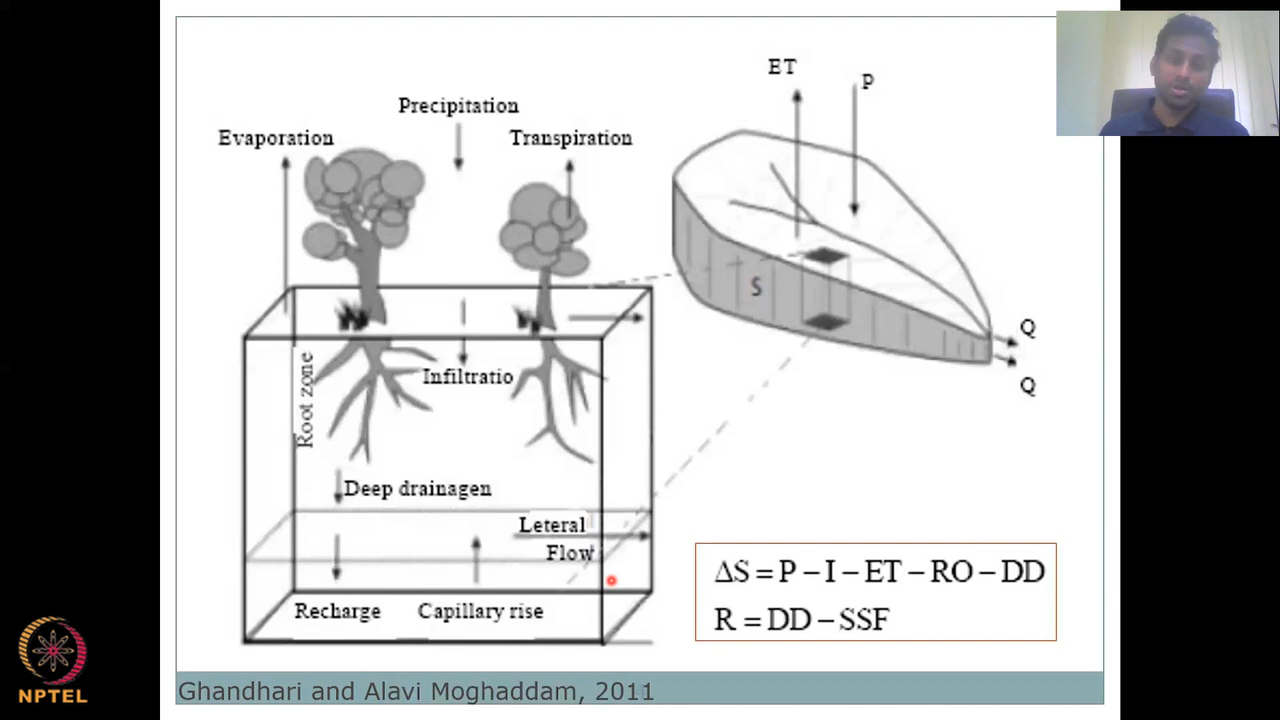 ET
P
Precipitation
Evaporation
Transpiration
S
Q
Q
Root zone
Infiltratio
Deep drainagen
Leteral
Flow
Recharge
Capillary rise
ΔS = P – I – ET – RO – DD
R = DD – SSF
NPTEL
Ghandhari and Alavi Moghaddam, 2011